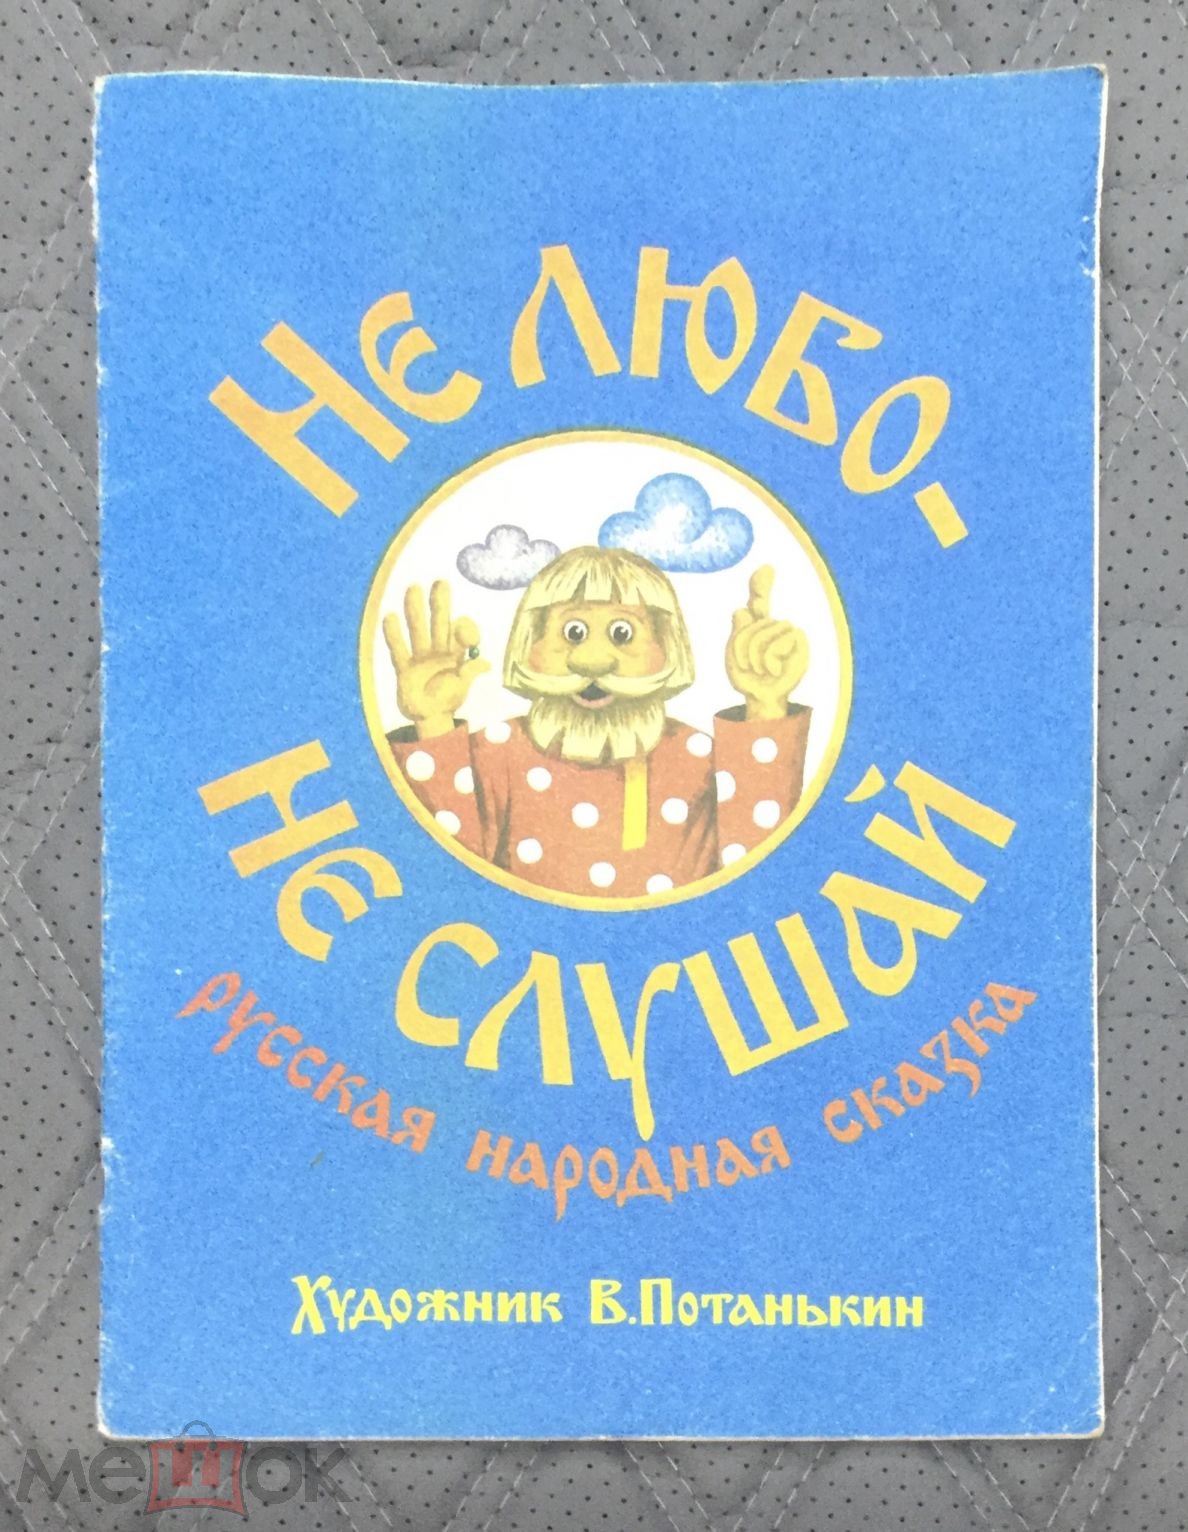 Не любо-
не слушай
русская народная сказка
Художник В.Потанькин
мешок